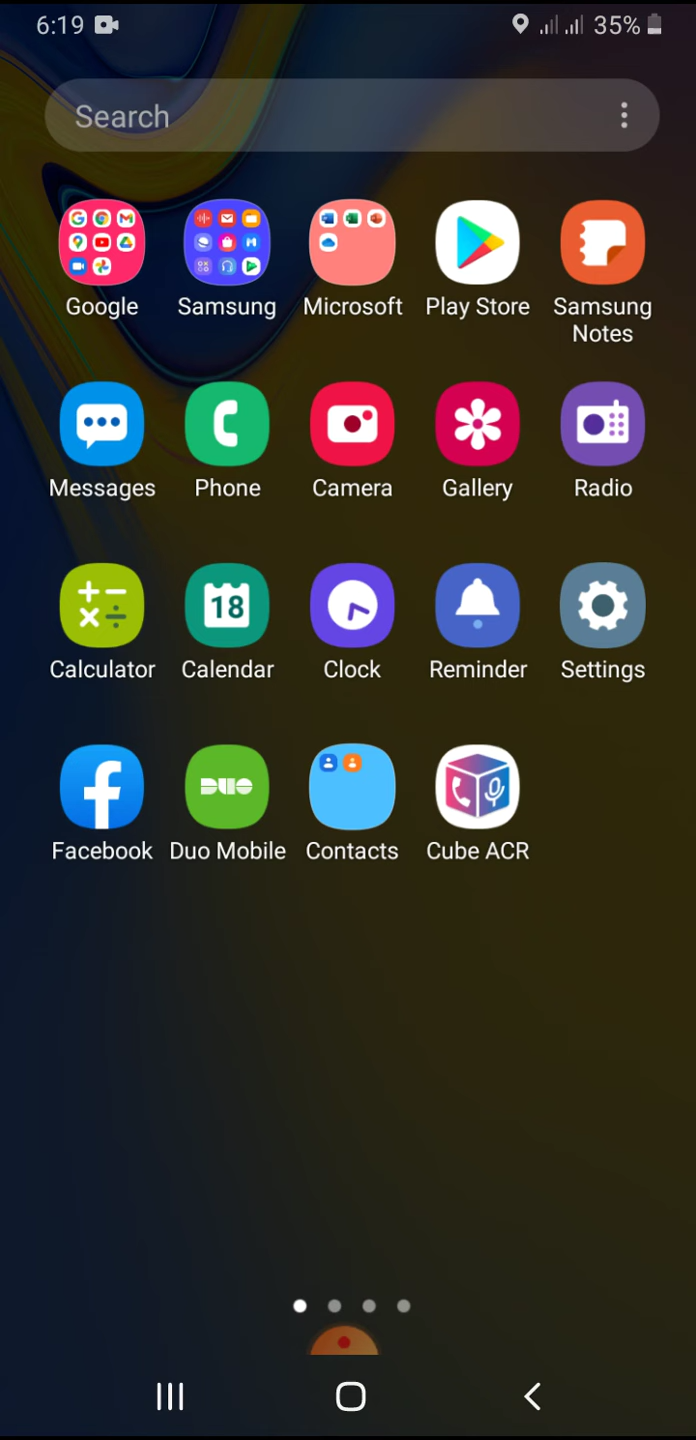 6:19 35%
Search
Google Samsung Microsoft Play Store Samsung
Notes
Messages Phone Camera Gallery Radio
18
Calculator Calendar Clock Reminder Settings
DUO
Facebook Duo Mobile Contacts Cube ACR